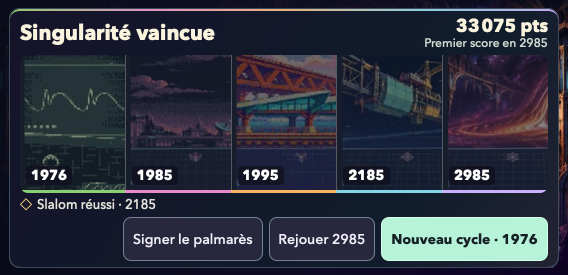 Singularité vaincue
33 075 pts
Premier score en 2985
1976
1985
1995
2185
2985
Slalom réussi · 2185
Signer le palmarès
Rejouer 2985
Nouveau cycle · 1976